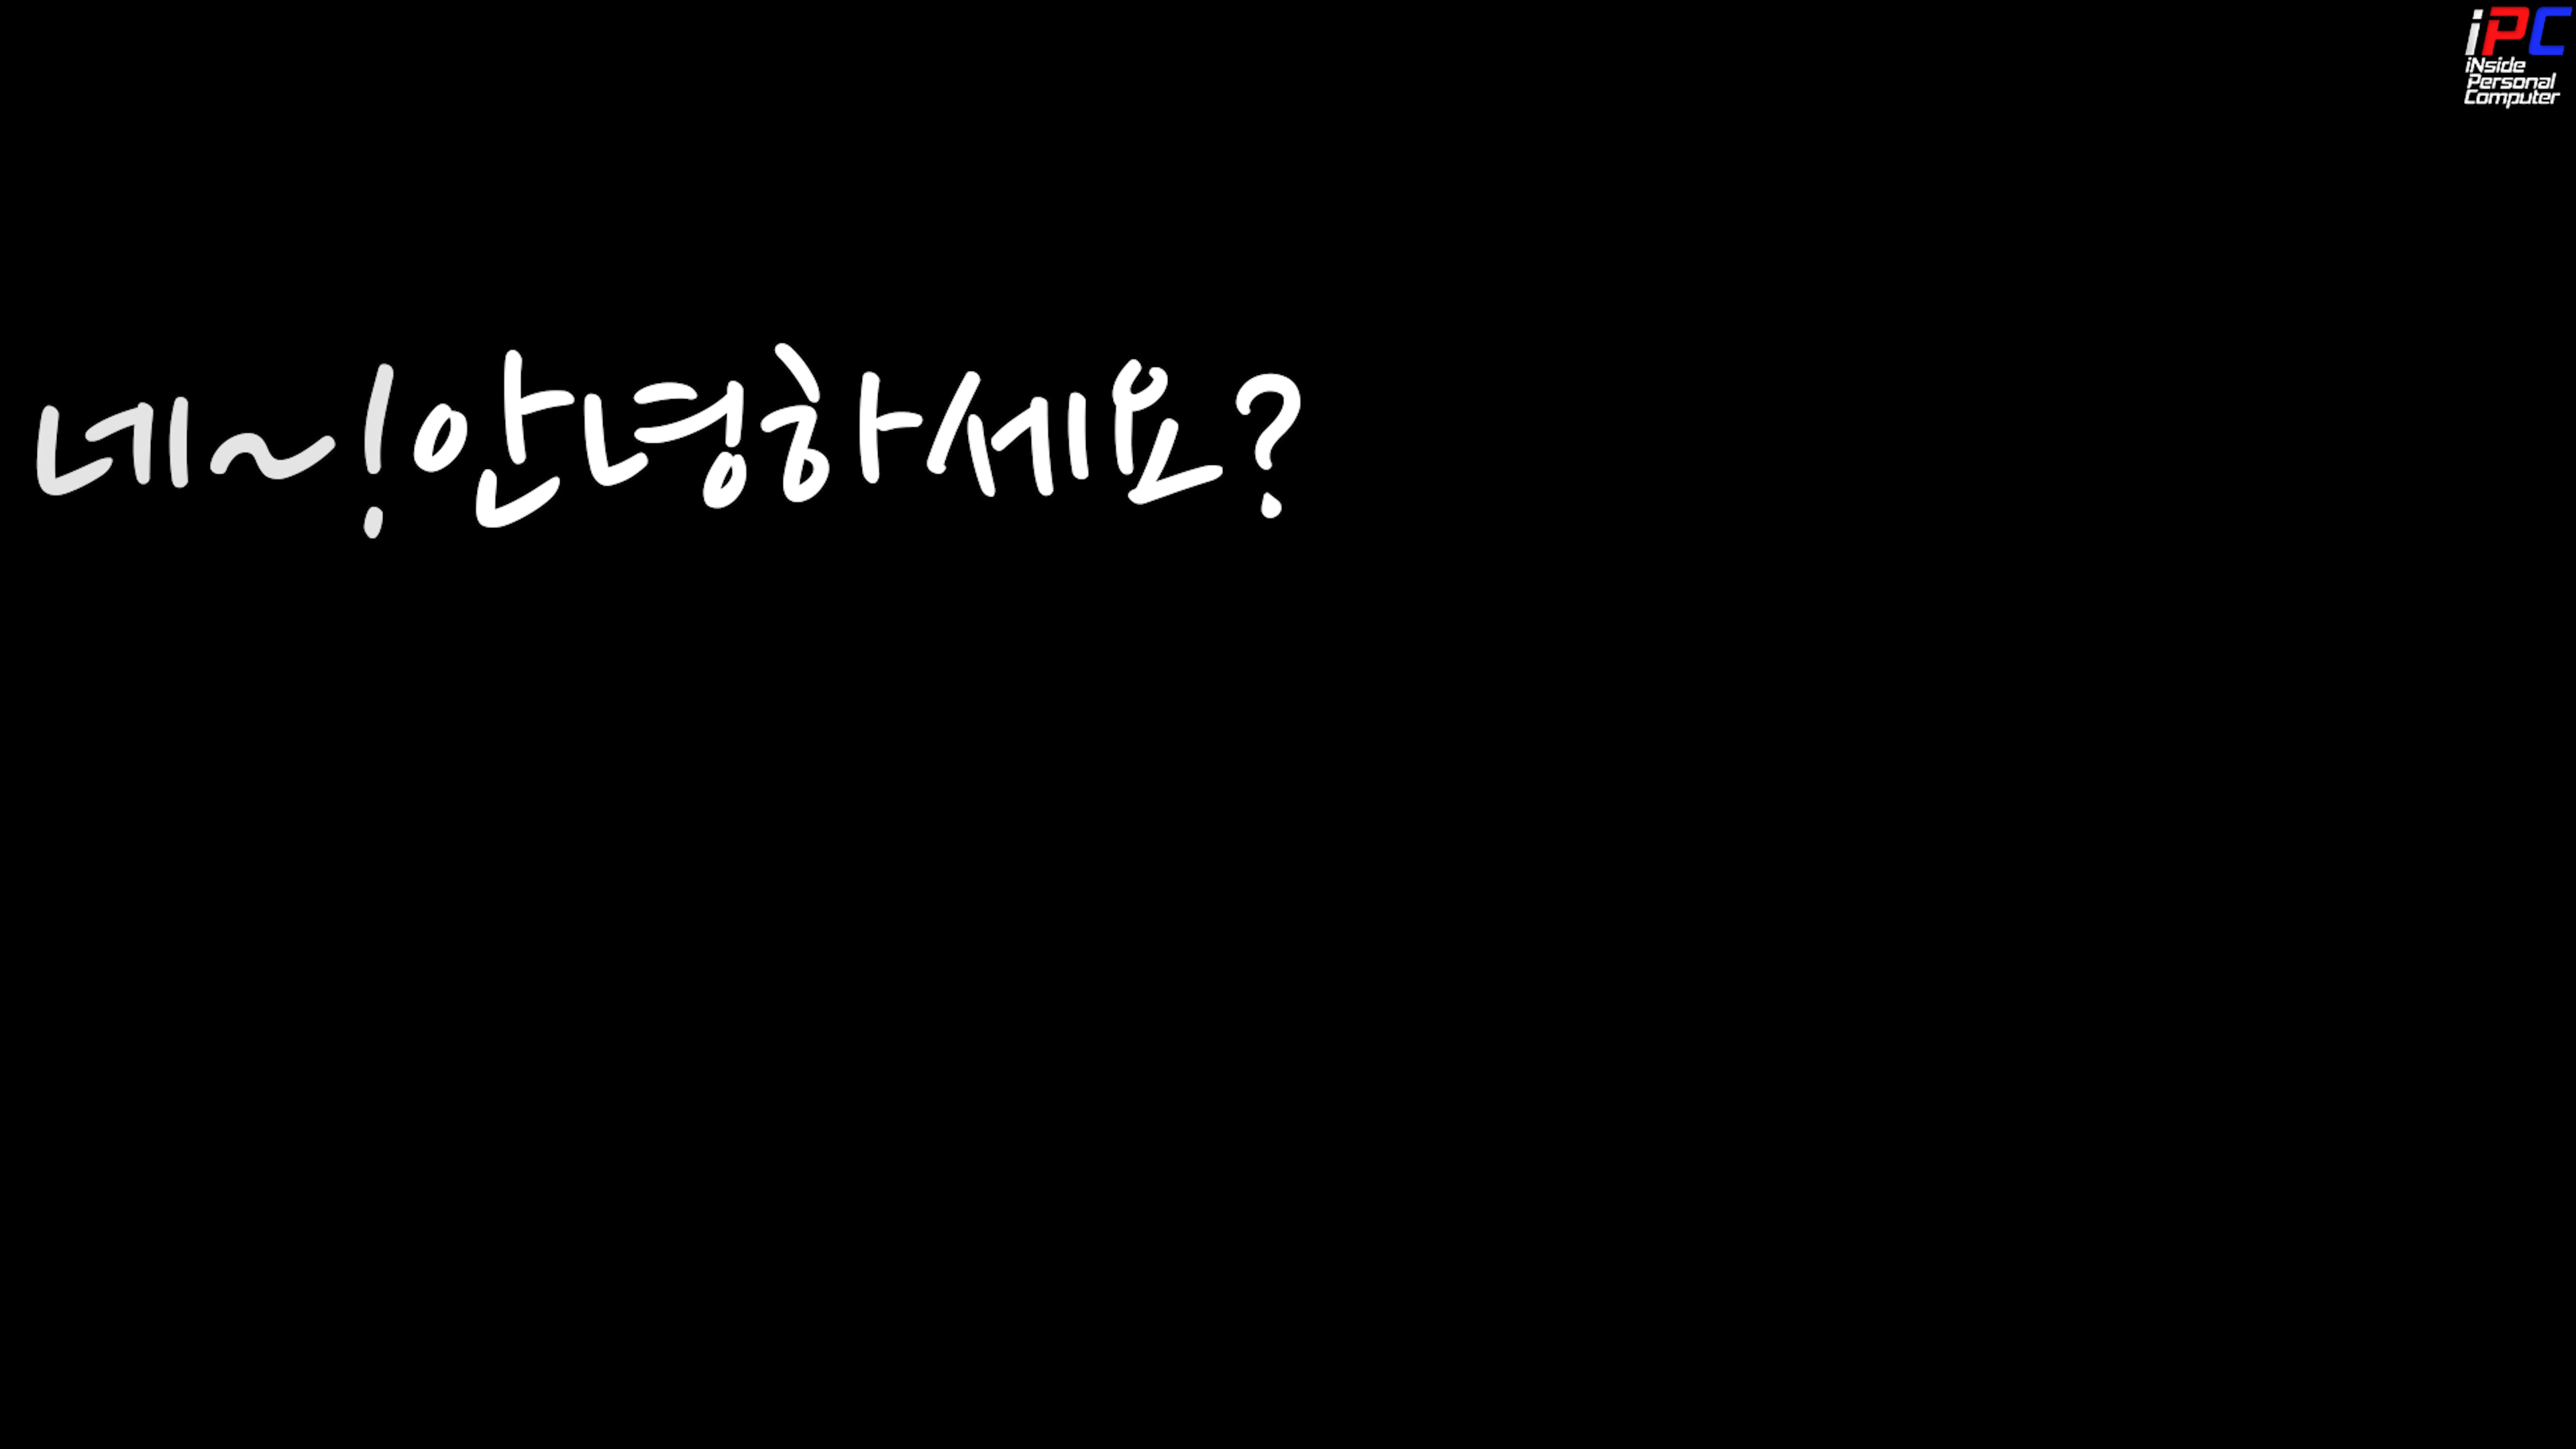 iPC
iNside
Personal
Computer
네~!안녕하세요?